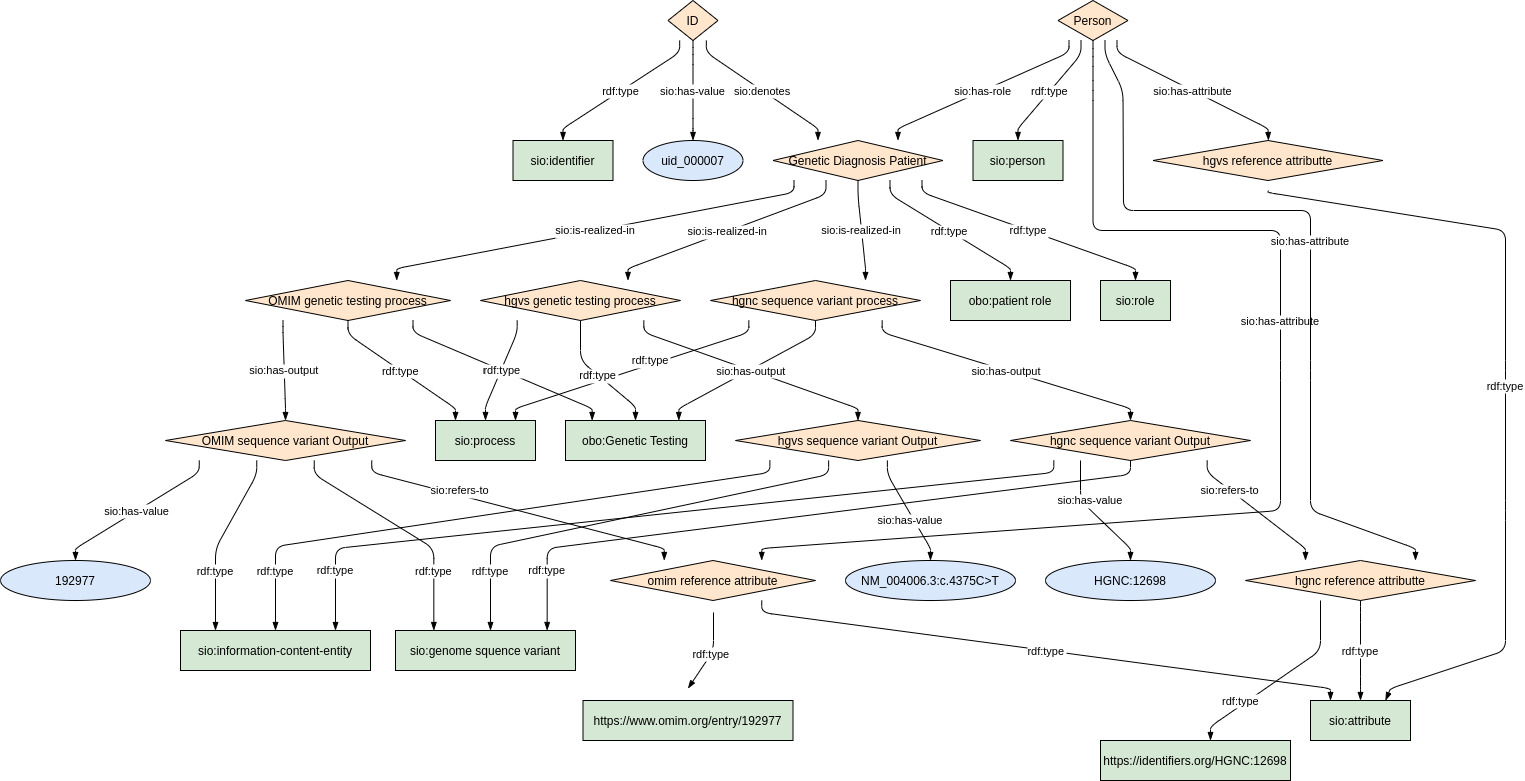 ID
Person
rdf:type
sio:has-value
sio:denotes
sio:has-role
rdf:type
sio:has-attribute
sio:identifier
uid_000007
Genetic Diagnosis Patient
sio:person
hgvs reference attributte
sio:is-realized-in
sio:is-realized-in
sio:is-realized-in
rdf:type
rdf:type
sio:has-attribute
OMIM genetic testing process
hgvs genetic testing process
hgnc sequence variant process
obo:patient role
sio:role
sio:has-attribute
sio:has-output
rdf:type
rdf:type
rdf:type
rdf:type
sio:has-output
sio:has-output
rdf:type
OMIM sequence variant Output
sio:process
obo:Genetic Testing
hgvs sequence variant Output
hgnc sequence variant Output
sio:has-value
sio:refers-to
sio:has-value
sio:has-value
sio:refers-to
rdf:type
rdf:type
rdf:type
rdf:type
rdf:type
rdf:type
192977
omim reference attribute
NM_004006.3:c.4375C>T
HGNC:12698
hgnc reference attributte
sio:information-content-entity
sio:genome squence variant
rdf:type
rdf:type
rdf:type
rdf:type
https://www.omim.org/entry/192977
sio:attribute
https://identifiers.org/HGNC:12698